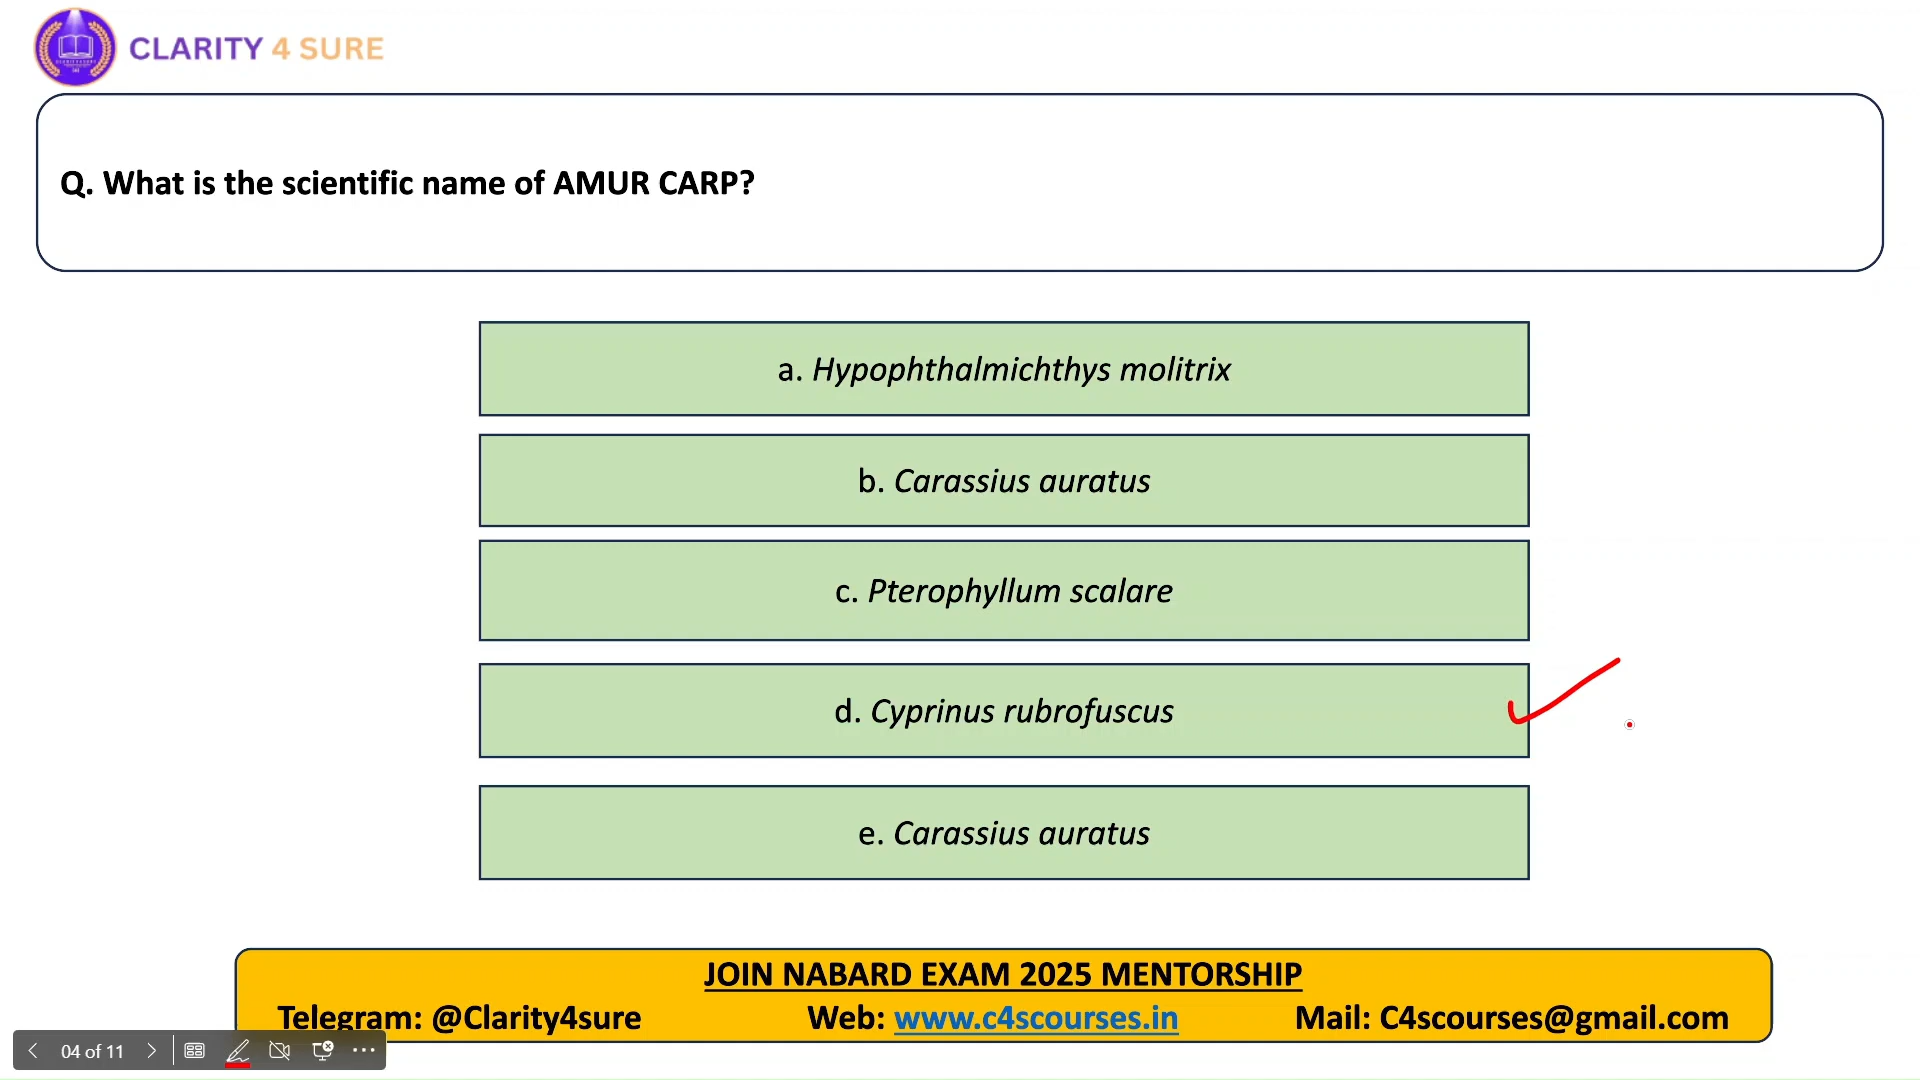 CLARITY 4 SURE
Q. What is the scientific name of AMUR CARP?
a. Hypophthalmichthys molitrix
b. Carassius auratus
c. Pterophyllum scalare
d. Cyprinus rubrofuscus
e. Carassius auratus
JOIN NABARD EXAM 2025 MENTORSHIP
Telegram: @Clarity4sure Web: www.c4scourses.in Mail: C4scourses@gmail.com
04 of 11